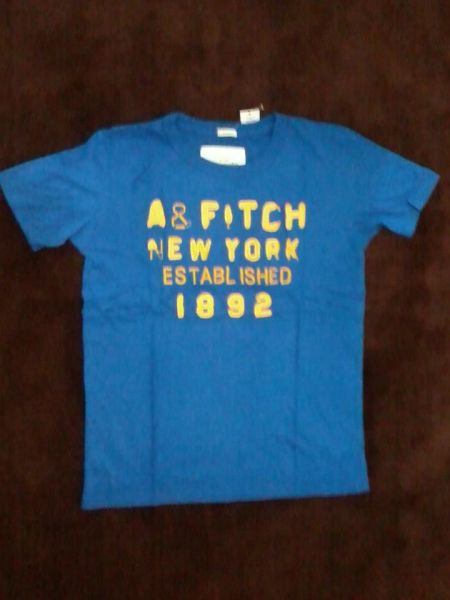 A & FITCH
NEW YORK
ESTABLISHED
1892